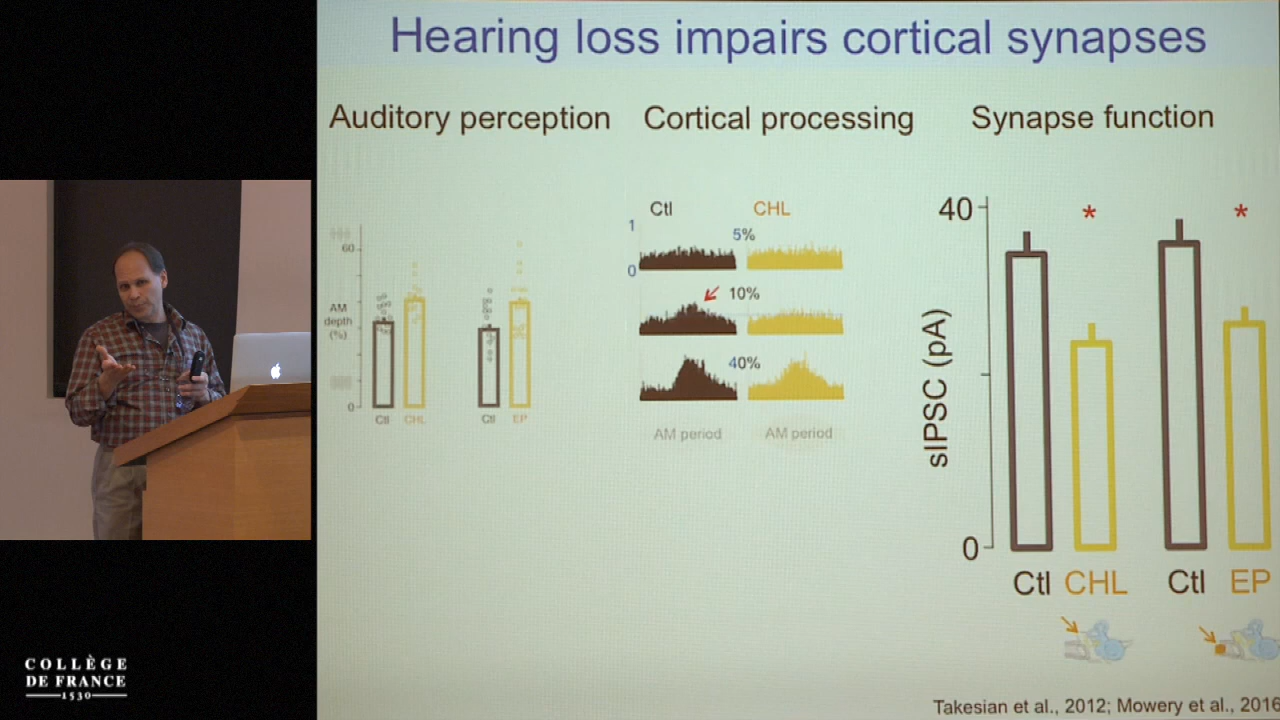 Hearing loss impairs cortical synapses
Auditory perception
Cortical processing
Synapse function
60
AM
depth
(%)
0
Ctl
CHL
Ctl
EP
Ctl
CHL
1
0
5%
10%
40%
AM period
AM period
40
sIPSC (pA)
0
*
*
Ctl
CHL
Ctl
EP
Takesian et al., 2012; Mowery et al., 2016
COLLÈGE
DE FRANCE
1530